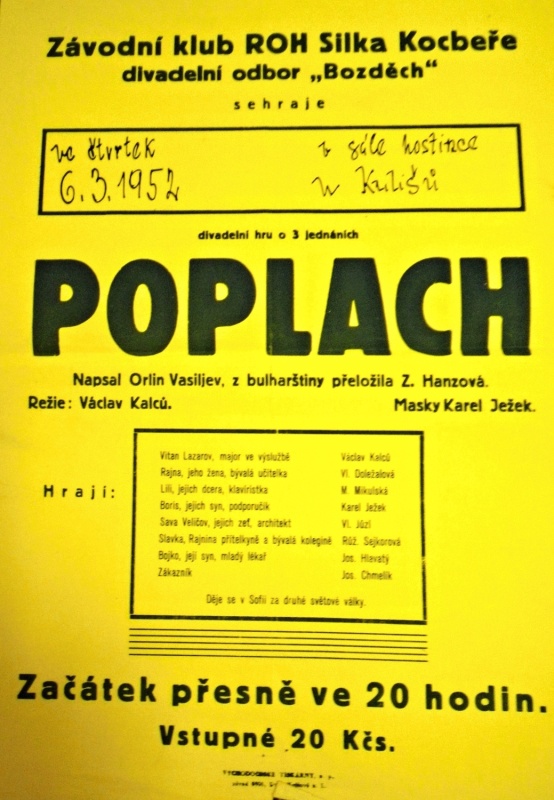 Závodní klub ROH Silka Kocbeře
divadelní odbor „Bozděch“
sehraje
ve čtvrtek v sále hostince
6.3.1952 u Kulišů
divadelní hru o 3 jednáních
POPLACH
Napsal Orlin Vasiljev, z bulharštiny přeložila Z. Hanzová.
Režie: Václav Kalců. Masky Karel Ježek.
Hrají:
Vitan Lazarov, major ve výslužbě Václav Kalců
Rajna, jeho žena, bývalá učitelka Vl. Doležalová
Lili, jejich dcera, klavíristka M. Mikulská
Boris, jejich syn, podporučík Karel Ježek
Sava Veličov, jejich zeť, architekt Vl. Jůzl
Slavka, Rajnina přítelkyně a bývalá kolegině Růž. Sejkorová
Bojko, její syn, mladý lékař Jos. Hlavatý
Zákazník Jos. Chmelík
Děje se v Sofii za druhé světové války.
Začátek přesně ve 20 hodin.
Vstupné 20 Kčs.